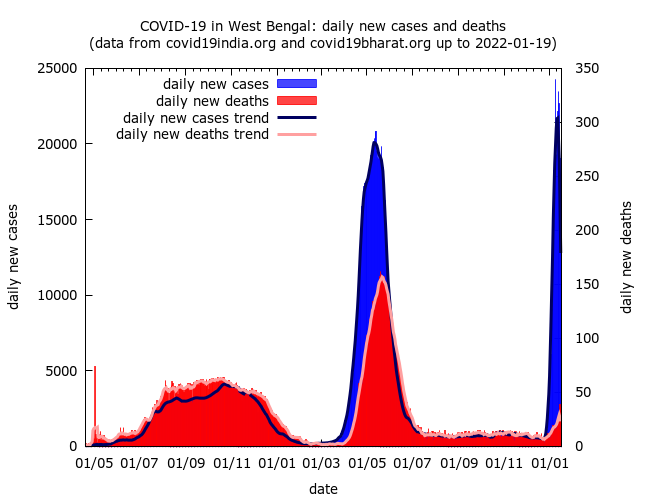 COVID-19 in West Bengal: daily new cases and deaths
(data from covid19india.org and covid19bharat.org up to 2022-01-19)
daily new cases
daily new deaths
daily new cases trend
daily new deaths trend
25000
20000
15000
10000
5000
0
daily new cases
350
300
250
200
150
100
50
0
daily new deaths
01/05 01/07 01/09 01/11 01/01 01/03 01/05 01/07 01/09 01/11 01/01
date